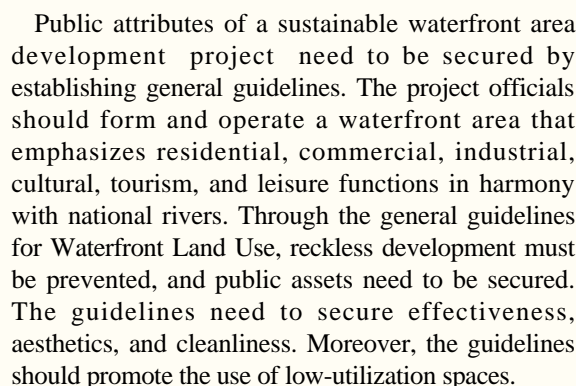 Public attributes of a sustainable waterfront area
development project need to be secured by
establishing general guidelines. The project officials
should form and operate a waterfront area that
emphasizes residential, commercial, industrial,
cultural, tourism, and leisure functions in harmony
with national rivers. Through the general guidelines
for Waterfront Land Use, reckless development must
be prevented, and public assets need to be secured.
The guidelines need to secure effectiveness,
aesthetics, and cleanliness. Moreover, the guidelines
should promote the use of low-utilization spaces.